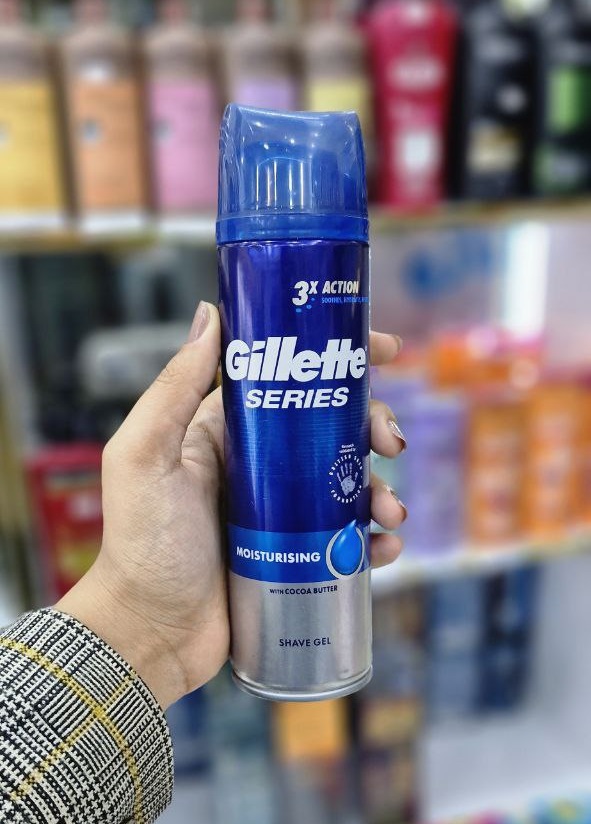 3X ACTION
Gillette
SERIES
MOISTURISING
WITH COCOA BUTTER
SHAVE GEL